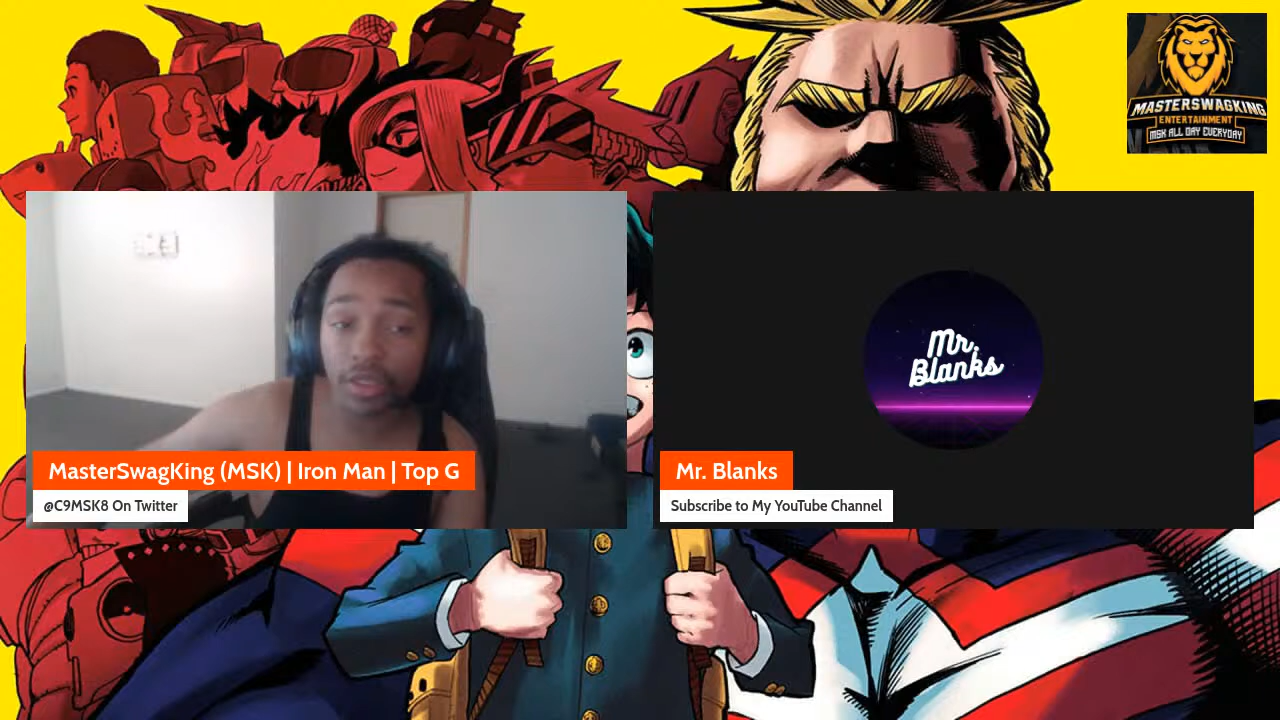 MASTERSWAGKING
ENTERTAINMENT
MSK ALL DAY EVERYDAY
Mr.
Blanks
MasterSwagKing (MSK) | Iron Man | Top G
@C9MSK8 On Twitter
Mr. Blanks
Subscribe to My YouTube Channel